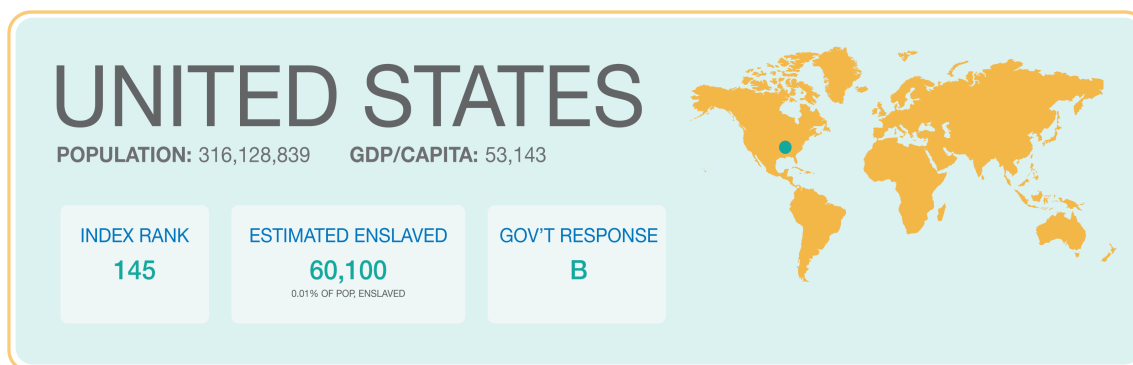 UNITED STATES
POPULATION: 316,128,839 GDP/CAPITA: 53,143
INDEX RANK
145
ESTIMATED ENSLAVED
60,100
0.01% OF POP, ENSLAVED
GOV'T RESPONSE
B